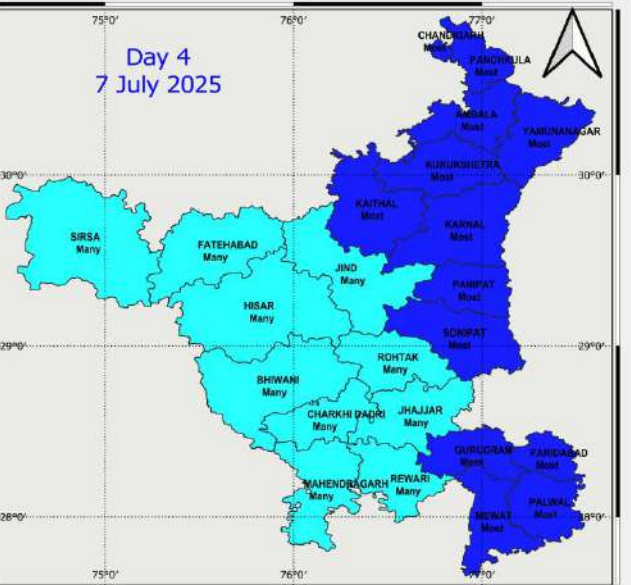 75°0'
76°0'
77°0'
Day 4
7 July 2025
CHANDIGARH
Most
PANCHKULA
Most
AMBALA
Most
YAMUNANAGAR
Most
30°0'
30°0'
KURUKSHETRA
Most
KAITHAL
Most
KARNAL
Most
SIRSA
Many
FATEHABAD
Many
JIND
Many
PANIPAT
Most
HISAR
Many
SONIPAT
Most
29°0'
29°0'
ROHTAK
Many
BHIWANI
Many
CHARKHI DADRI
Many
JHAJJAR
Many
GURUGRAM
Most
FARIDABAD
Most
MAHENDRAGARH
Many
REWARI
Many
MEWAT
Most
PALWAL
Most
28°0'
28°0'
75°0'
76°0'
77°0'